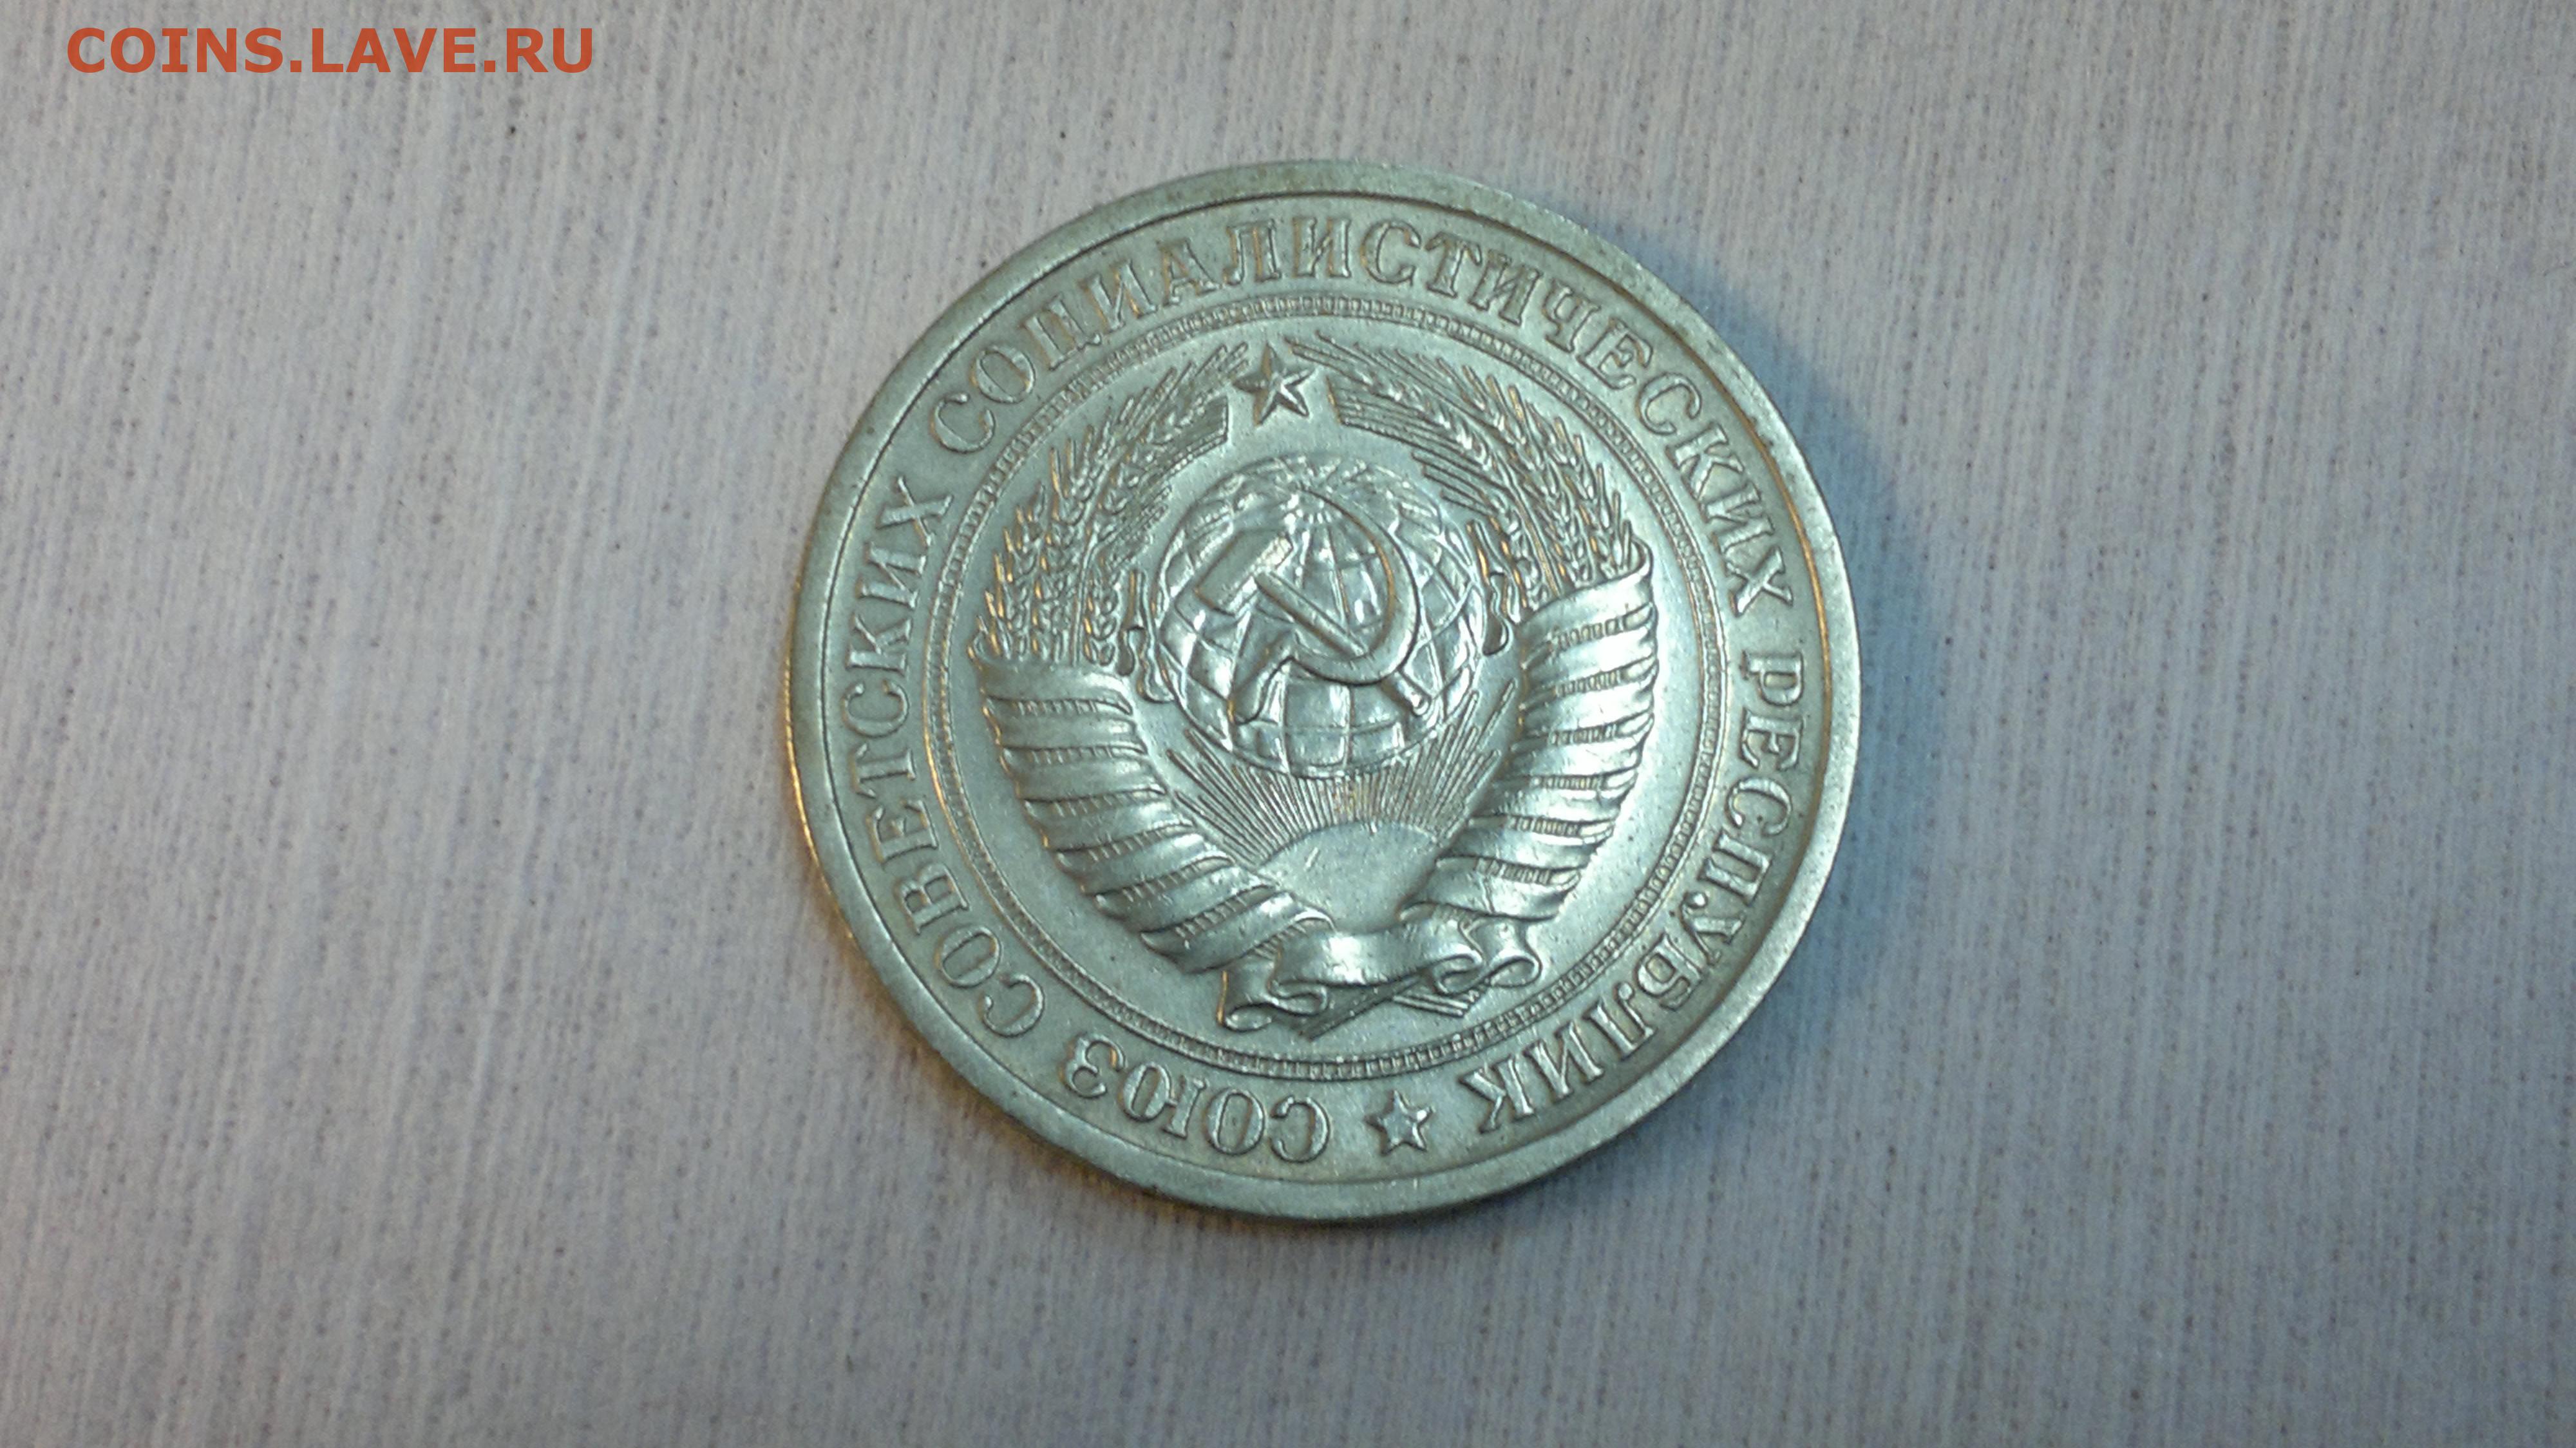 COINS.LAVE.RU
СОЮЗ СОВЕТСКИХ СОЦИАЛИСТИЧЕСКИХ РЕСПУБЛИК